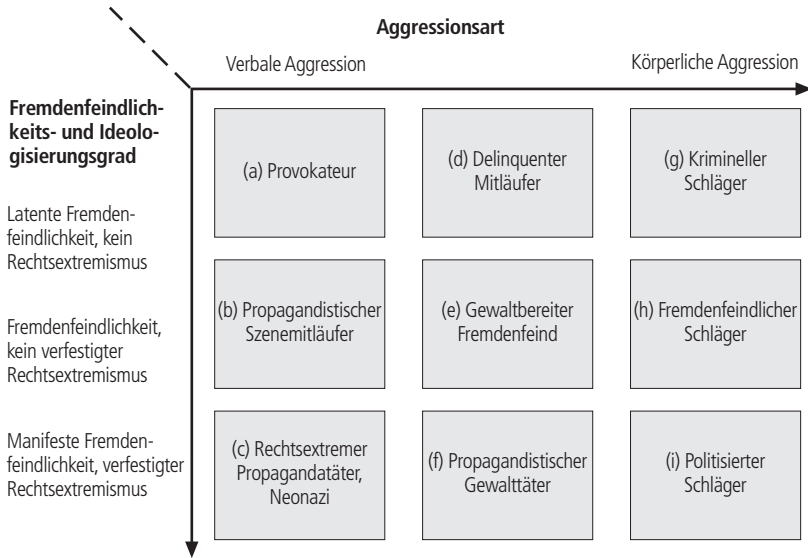 Aggressionsart
Verbale Aggression
Körperliche Aggression
Fremdenfeindlich-
keits- und Ideolo-
gisierungsgrad
(a) Provokateur
(d) Delinquenter
Mitläufer
(g) Krimineller
Schläger
Latente Fremden-
feindlichkeit, kein
Rechtsextremismus
(b) Propagandistischer
Szenemitläufer
(e) Gewaltbereiter
Fremdenfeind
(h) Fremdenfeindlicher
Schläger
Fremdenfeindlichkeit,
kein verfestigter
Rechtsextremismus
(c) Rechtsextremer
Propagandatäter,
Neonazi
(f) Propagandistischer
Gewalttäter
(i) Politisierter
Schläger
Manifeste Fremden-
feindlichkeit, verfestigter
Rechtsextremismus